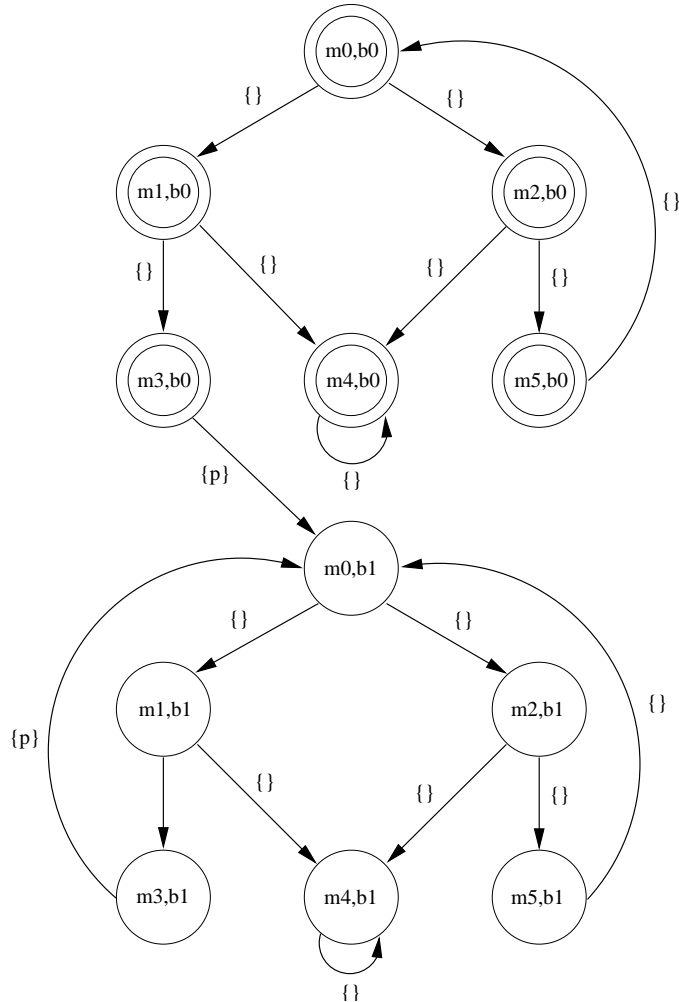 m0,b0
{}
{}
m1,b0
m2,b0
{}
{}
{}
{}
{}
m3,b0
m4,b0
m5,b0
{p}
{}
m0,b1
{}
{}
m1,b1
m2,b1
{}
{p}
{}
{}
{}
m3,b1
m4,b1
m5,b1
{}